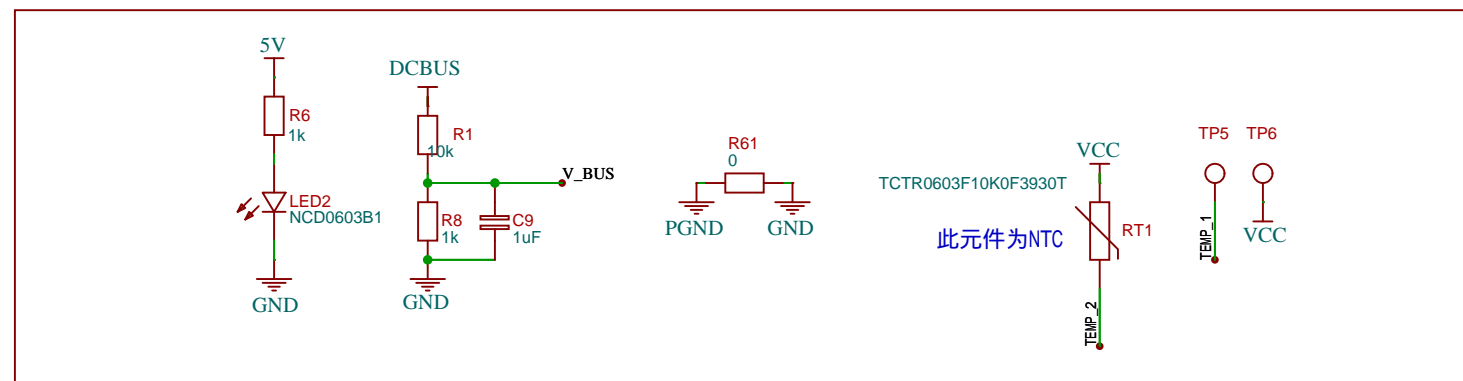 5V
R6
1k
LED2
NCD0603B1
GND
DCBUS
R1
10k
V_BUS
R8
1k
C9
1uF
GND
R61
0
PGND
GND
VCC
TCTR0603F10K0F3930T
此元件为NTC
RT1
TEMP_2
TP5
TEMP_1
TP6
VCC